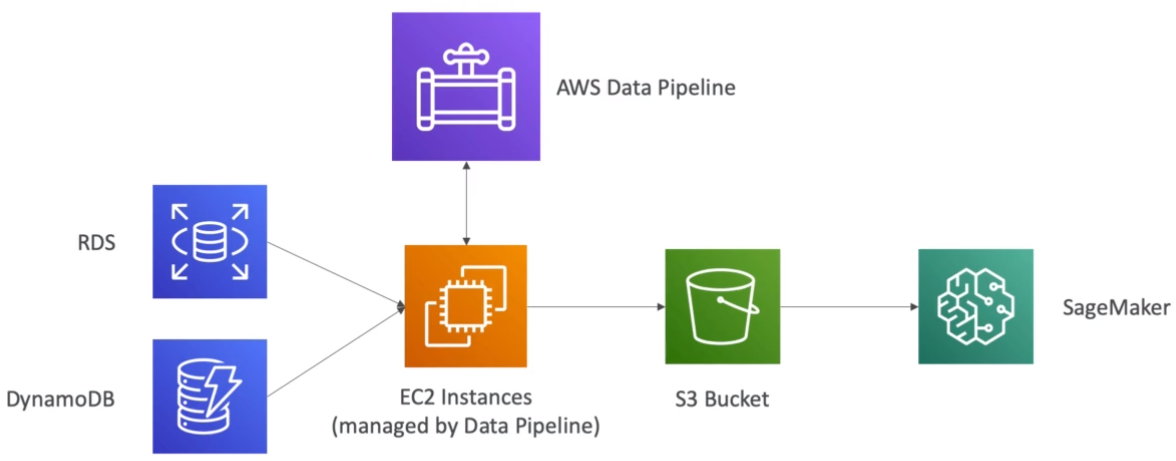 AWS Data Pipeline
RDS
SageMaker
DynamoDB
EC2 Instances
(managed by Data Pipeline)
S3 Bucket